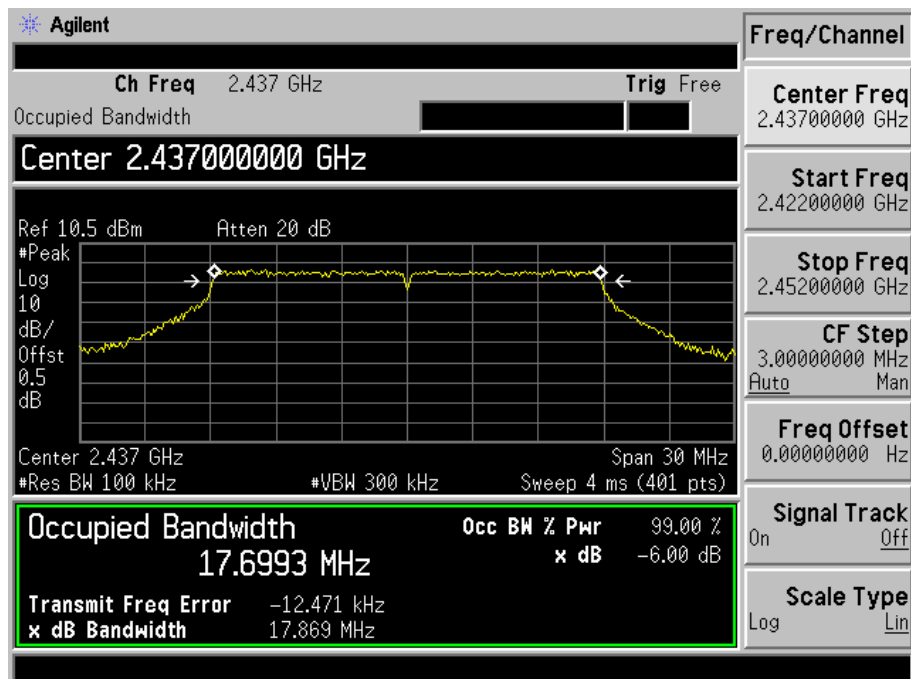 Agilent
Freq/Channel
Ch Freq 2.437 GHz Trig Free
Occupied Bandwidth
Center 2.437000000 GHz
Ref 10.5 dBm Atten 20 dB
#Peak
Log
10
dB/
Offst
0.5
dB
Center 2.437 GHz Span 30 MHz
#Res BW 100 kHz #VBW 300 kHz Sweep 4 ms (401 pts)
Occupied Bandwidth
17.6993 MHz
Occ BW % Pwr 99.00 %
x dB -6.00 dB
Transmit Freq Error -12.471 kHz
x dB Bandwidth 17.869 MHz
Center Freq
2.43700000 GHz
Start Freq
2.42200000 GHz
Stop Freq
2.45200000 GHz
CF Step
3.00000000 MHz
Auto Man
Freq Offset
0.00000000 Hz
Signal Track
On Off
Scale Type
Log Lin